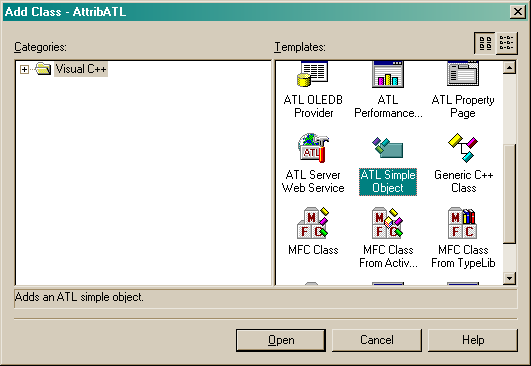 Add Class - AttribATL
Categories:
Templates:
Visual C++
ATL OLEDB Provider
ATL Performance...
ATL Property Page
ATL Server Web Service
ATL Simple Object
Generic C++ Class
MFC Class
MFC Class From Activ...
MFC Class From TypeLib
Adds an ATL simple object.
Open
Cancel
Help